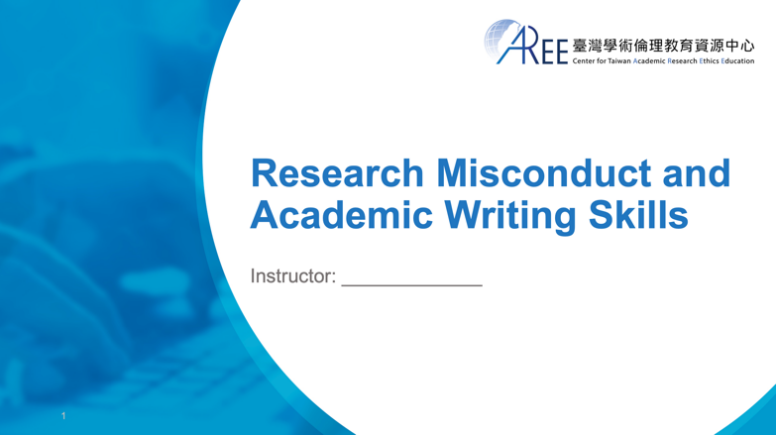 AREE 臺灣學術倫理教育資源中心
Center for Taiwan Academic Research Ethics Education
Research Misconduct and
Academic Writing Skills
Instructor: ______________
1